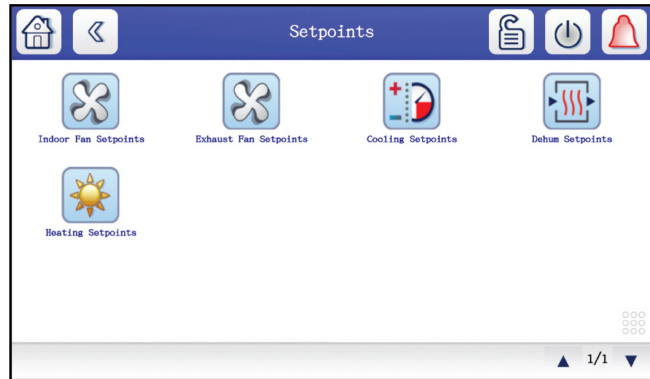 Setpoints
Indoor Fan Setpoints
Exhaust Fan Setpoints
Cooling Setpoints
Dehum Setpoints
Heating Setpoints
1/1